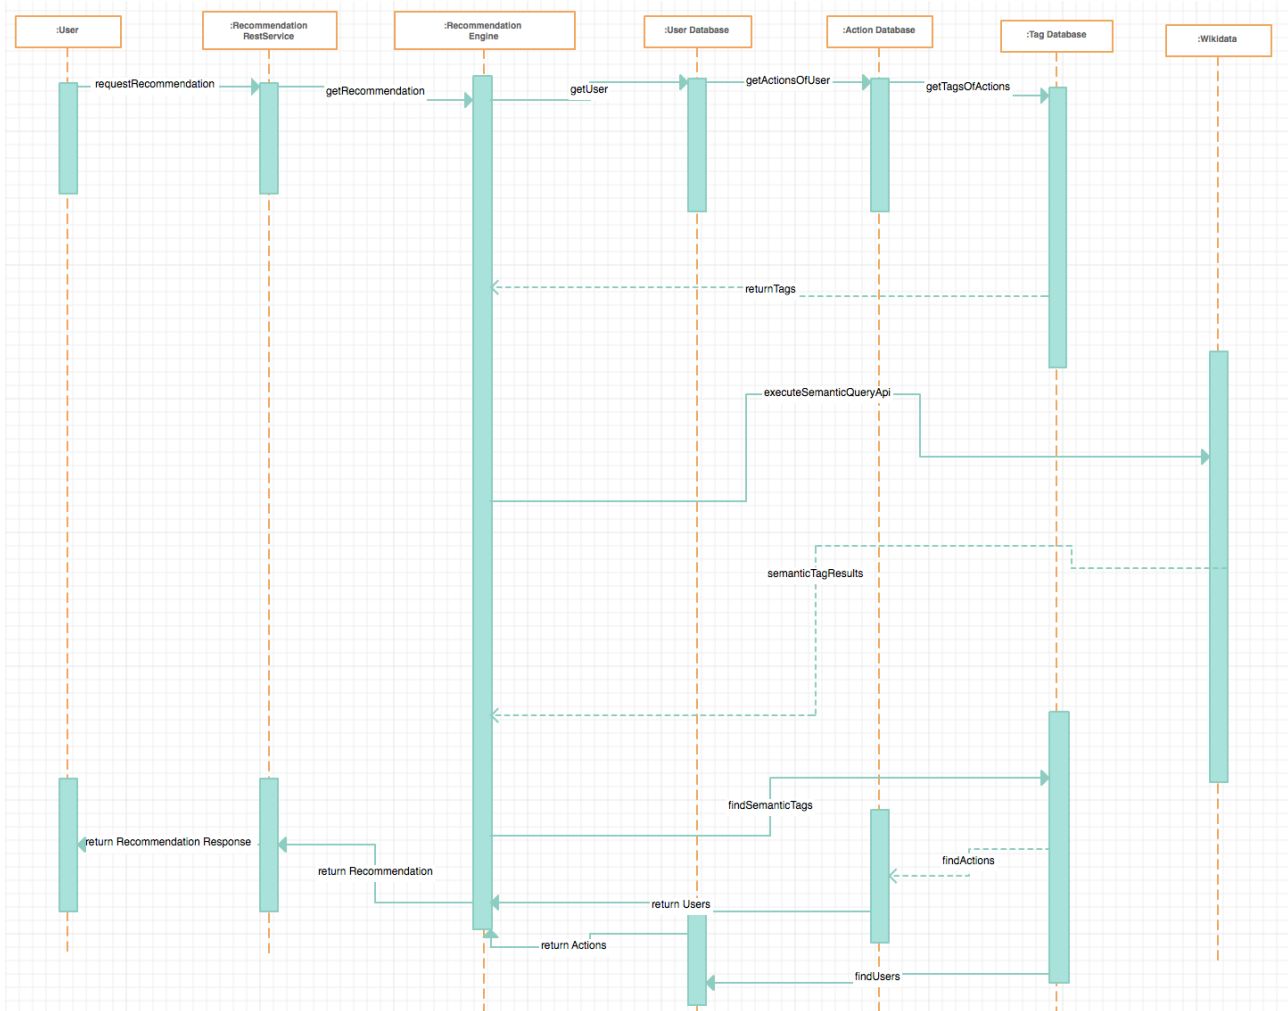 :User
:Recommendation
RestService
:Recommendation
Engine
:User Database
:Action Database
:Tag Database
:Wikidata
requestRecommendation
getRecommendation
getUser
getActionsOfUser
getTagsOfActions
returnTags
executeSemanticQueryApi
semanticTagResults
findSemanticTags
return Recommendation Response
findActions
return Recommendation
return Users
return Actions
findUsers